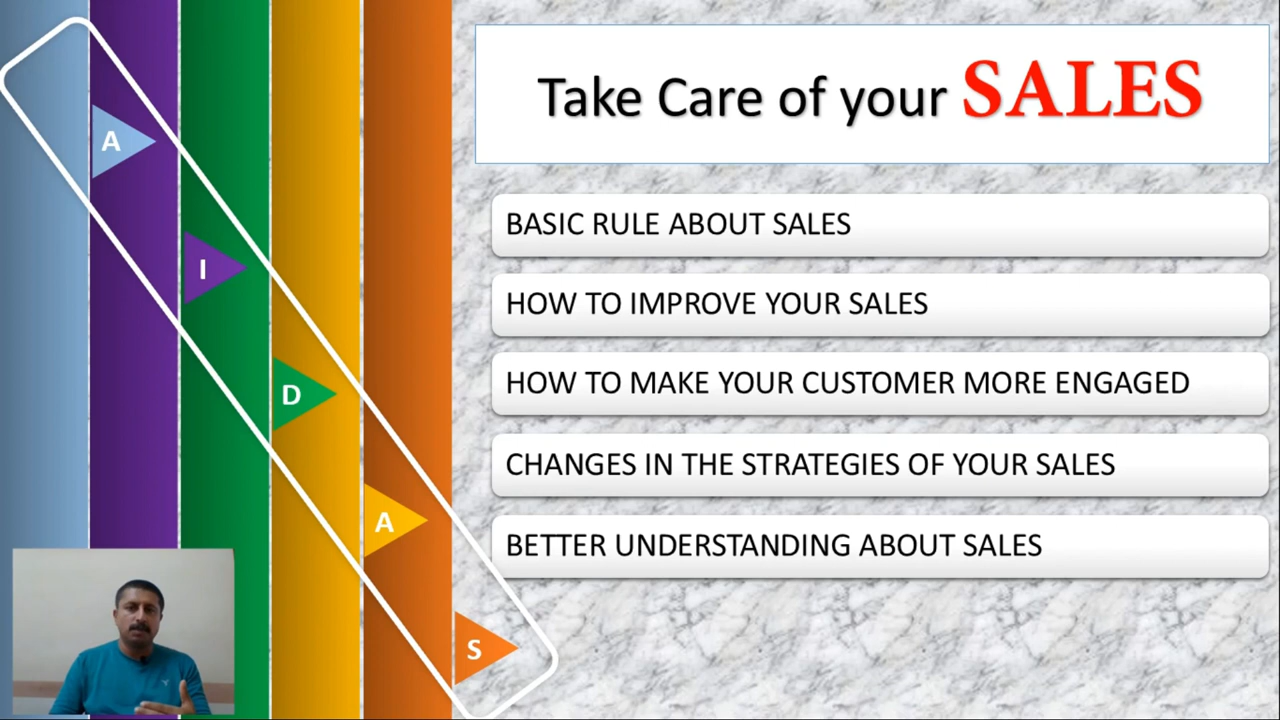 Take Care of your SALES
A
I
D
A
S
BASIC RULE ABOUT SALES
HOW TO IMPROVE YOUR SALES
HOW TO MAKE YOUR CUSTOMER MORE ENGAGED
CHANGES IN THE STRATEGIES OF YOUR SALES
BETTER UNDERSTANDING ABOUT SALES